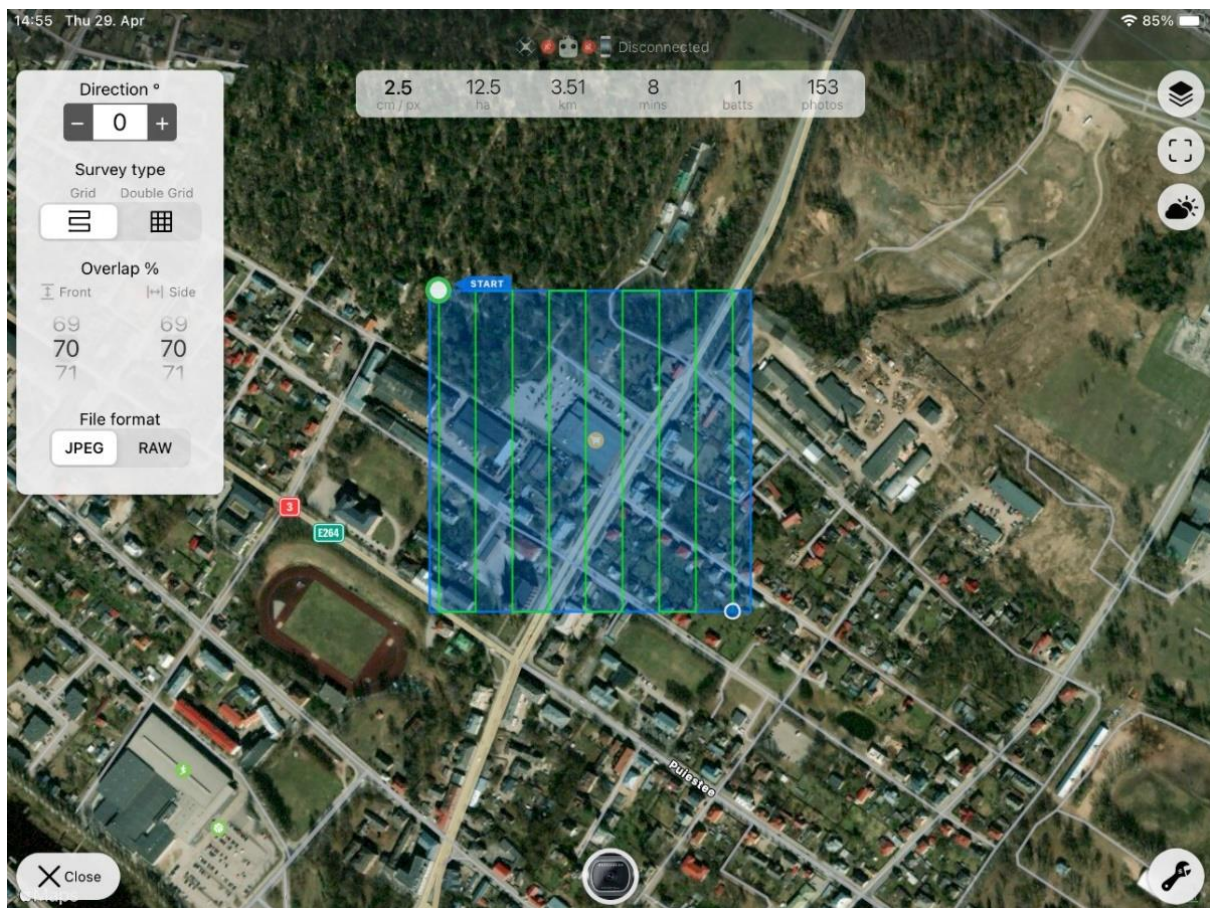 14:55 Thu 29. Apr
85%
Disconnected
2.5 12.5 3.51 8 1 153
cm / px ha km mins batts photos
Direction °
− 0 +
Survey type
Grid Double Grid
Overlap %
Front Side
69 69
70 70
71 71
File format
JPEG RAW
START
3
E264
Puiestee
Close